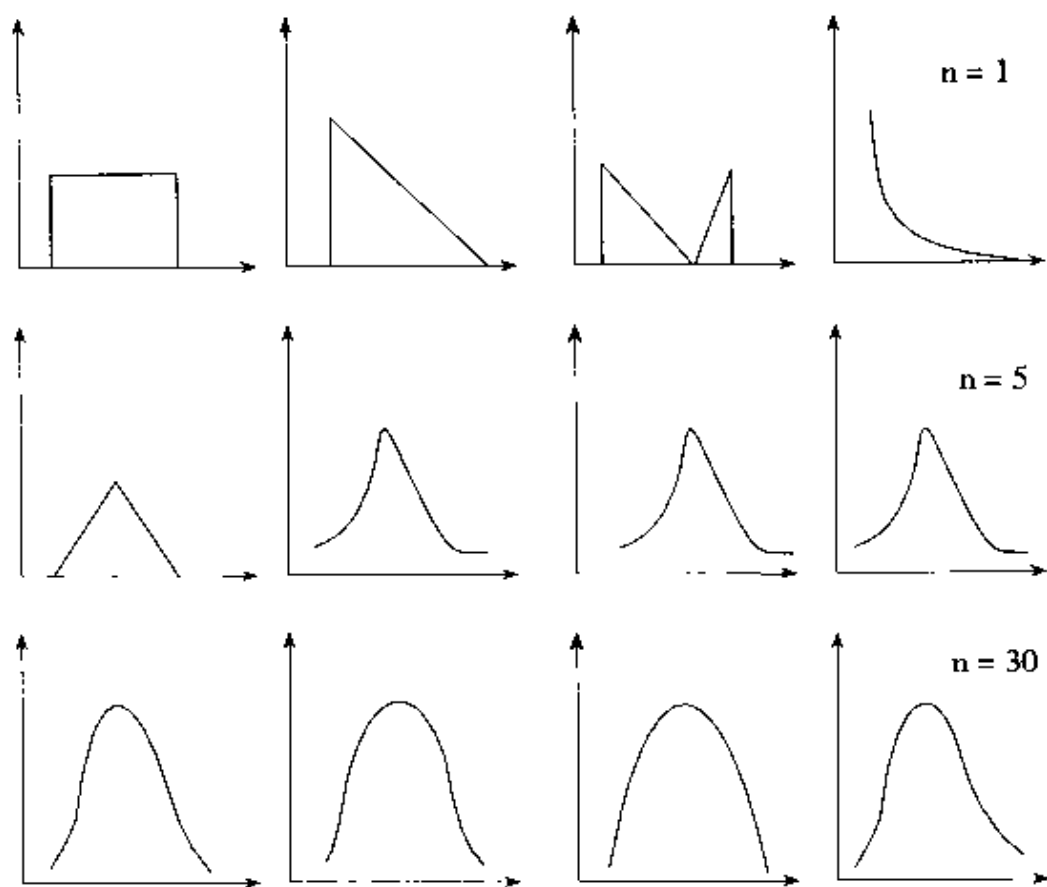 n = 1
n = 5
n = 30